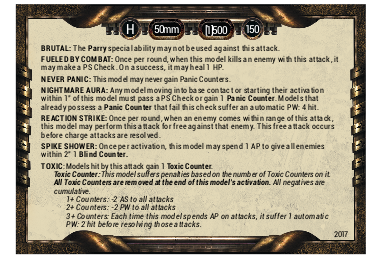 H 50mm 1500 150
BRUTAL: The Parry special ability may not be used against this attack.
FUELED BY COMBAT: Once per round, when this model kills an enemy with this attack, it
may make a PS Check. On a success, it may heal 1 HP.
NEVER PANIC: This model may never gain Panic Counters.
NIGHTMARE AURA: Any model moving into base contact or starting their activation
within 1" of this model must pass a PS Check or gain 1 Panic Counter. Models that
already possess a Panic Counter that fail this check suffer an automatic PW: 4 hit.
REACTION STRIKE: Once per round, when an enemy comes within range of this attack,
this model may perform this attack for free against that enemy. This free attack occurs
before charge attacks are resolved.
SPIKE SHOWER: Once per activation, this model may spend 1 AP to give all enemies
within 2" 1 Blind Counter.
TOXIC: Models hit by this attack gain 1 Toxic Counter.
Toxic Counter: This model suffers penalties based on the number of Toxic Counters on it.
All Toxic Counters are removed at the end of this model's activation. All negatives are
cumulative.
1+ Counters: -2 AS to all attacks
2+ Counters: -2 PW to all attacks
3+ Counters: Each time this model spends AP on attacks, it suffer 1 automatic
PW: 2 hit before resolving those attacks.
2017